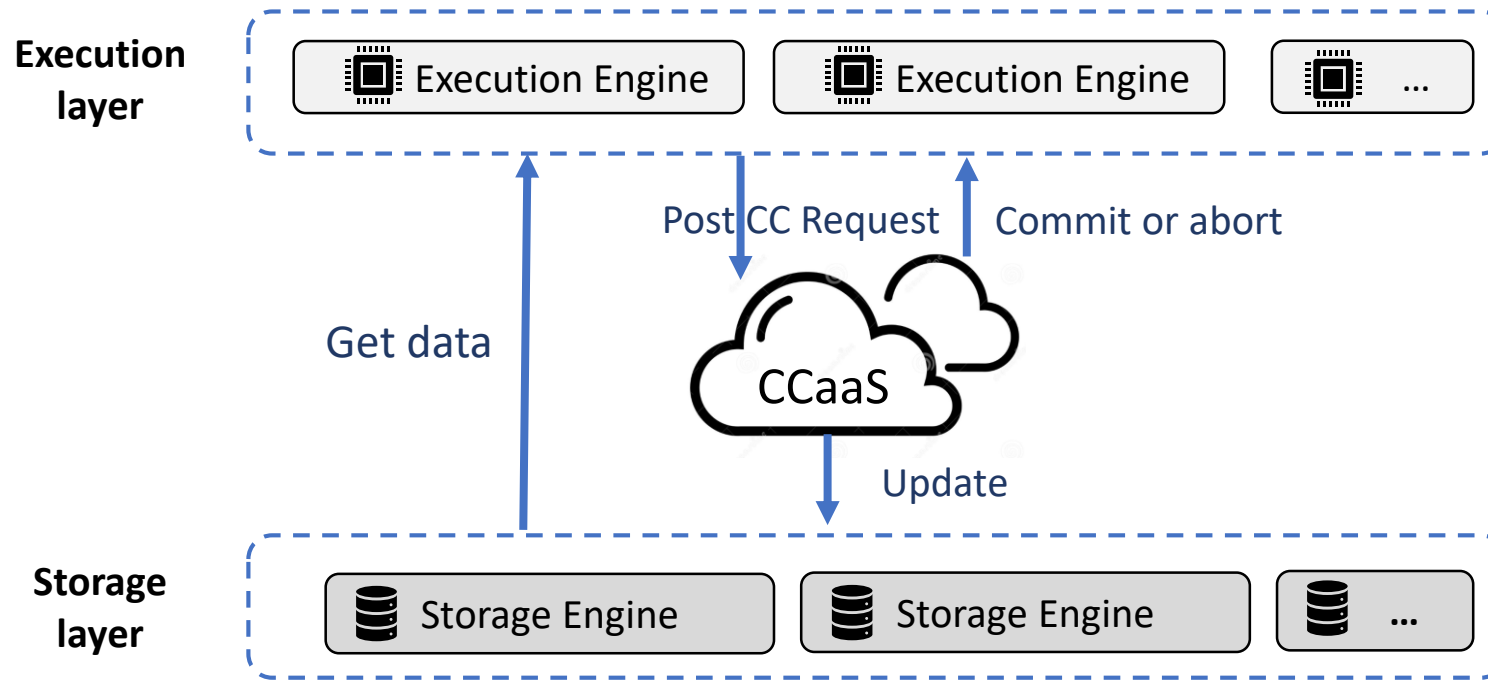 Execution
layer
Execution Engine
Execution Engine
...
Post CC Request
Commit or abort
Get data
CCaaS
Update
Storage
layer
Storage Engine
Storage Engine
...